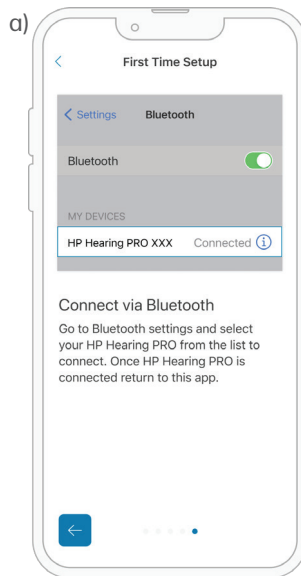 a)
First Time Setup
Settings Bluetooth
Bluetooth
MY DEVICES
HP Hearing PRO XXX Connected
Connect via Bluetooth
Go to Bluetooth settings and select
your HP Hearing PRO from the list to
connect. Once HP Hearing PRO is
connected return to this app.